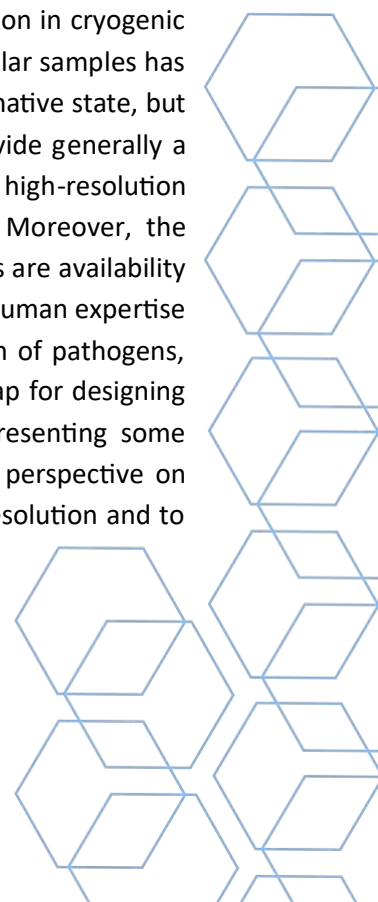 on in cryogenic
lar samples has
native state, but
vide generally a
high-resolution
Moreover, the
s are availability
uman expertise
n of pathogens,
ap for designing
resenting some
perspective on
esolution and to